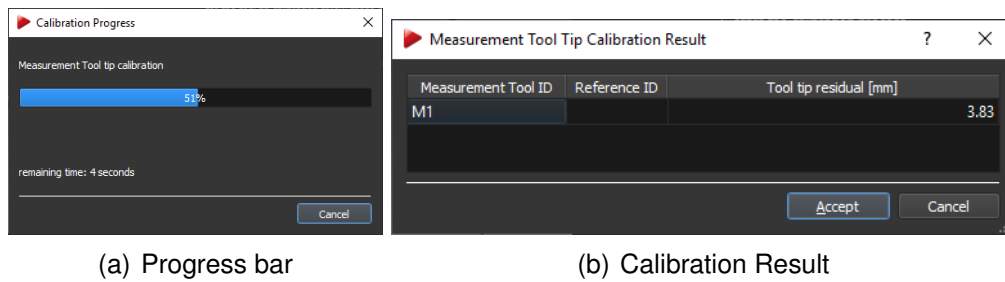 Calibration Progress
Measurement Tool tip calibration
51%
remaining time: 4 seconds
Cancel
(a) Progress bar
Measurement Tool Tip Calibration Result ?
Measurement Tool ID Reference ID Tool tip residual [mm]
M1 3.83
Accept Cancel
(b) Calibration Result